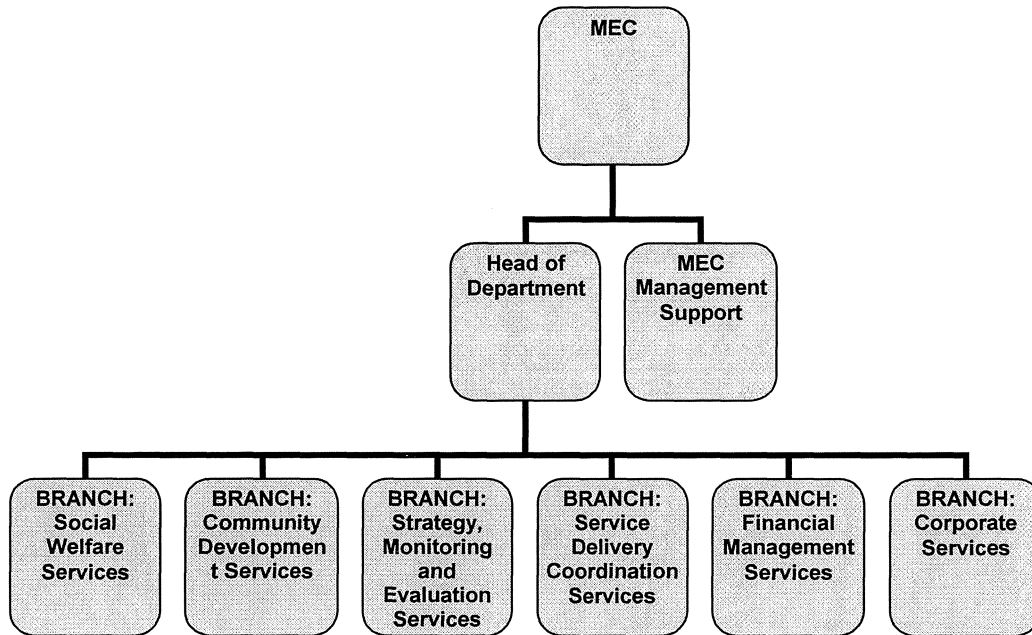 MEC
Head of
Department
MEC
Management
Support
BRANCH:
Social
Welfare
Services
BRANCH:
Community
Developmen
t Services
BRANCH:
Strategy,
Monitoring
and
Evaluation
Services
BRANCH:
Service
Delivery
Coordination
Services
BRANCH:
Financial
Management
Services
BRANCH:
Corporate
Services